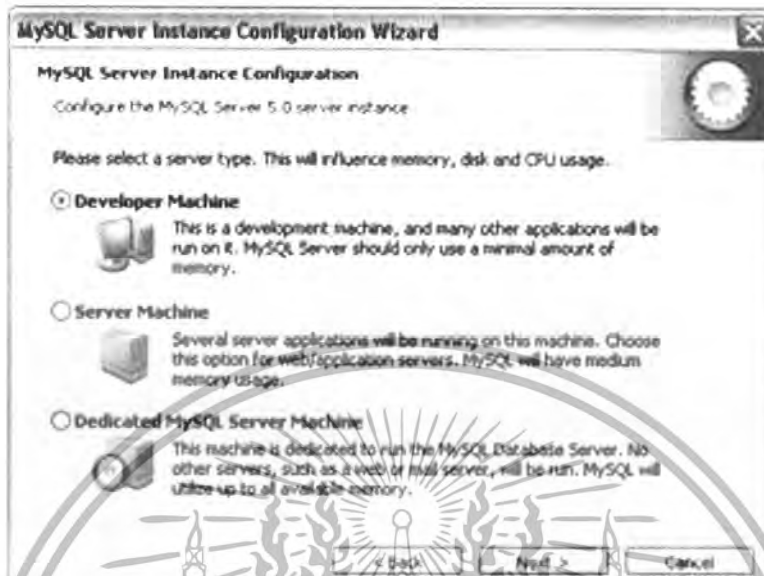 MySQL Server Instance Configuration Wizard
MySQL Server Instance Configuration
Configure the MySQL Server 5.0 server instance
Please select a server type. This will influence memory, disk and CPU usage.
Developer Machine
This is a development machine, and many other applications will be
run on it. MySQL Server should only use a minimal amount of
memory.
Server Machine
Several server applications will be running on this machine. Choose
this option for web/application servers. MySQL will have medium
memory usage.
Dedicated MySQL Server Machine
This machine is dedicated to run the MySQL Database Server. No
other servers, such as a web or mail server, will be run. MySQL will
utilize up to all available memory.
< Back Next > Cancel